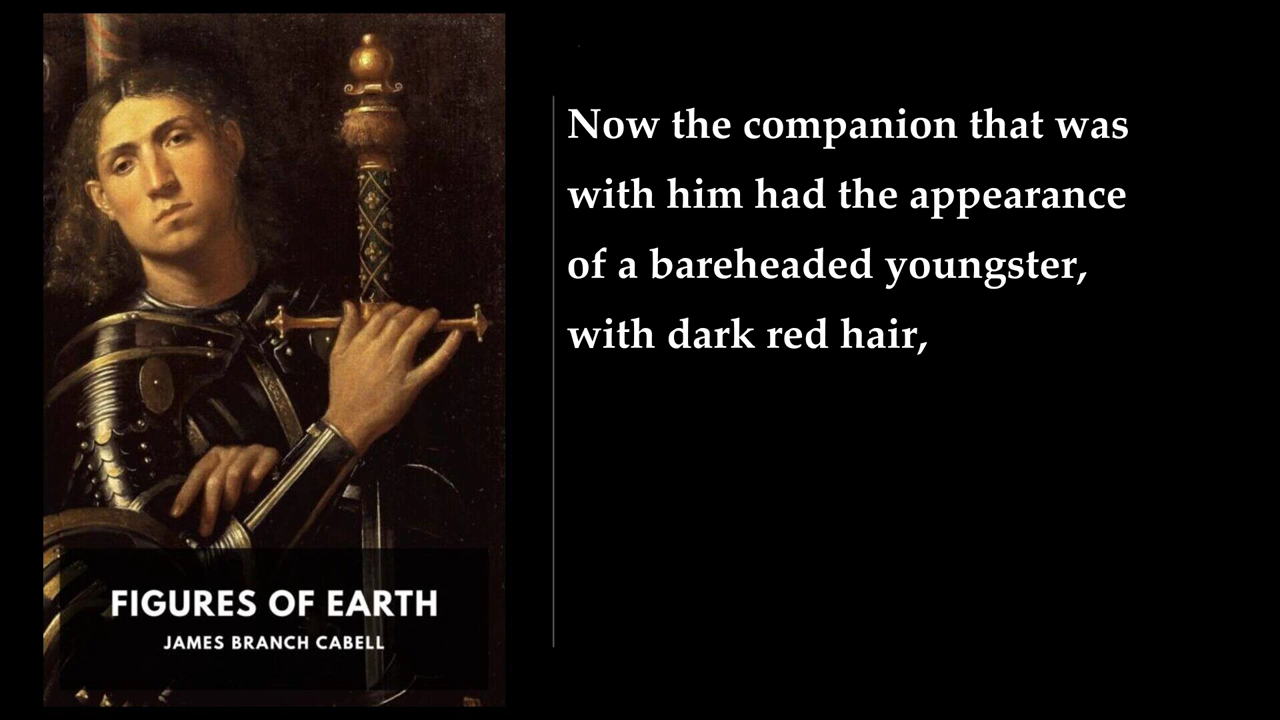 FIGURES OF EARTH
JAMES BRANCH CABELL
Now the companion that was
with him had the appearance
of a bareheaded youngster,
with dark red hair,